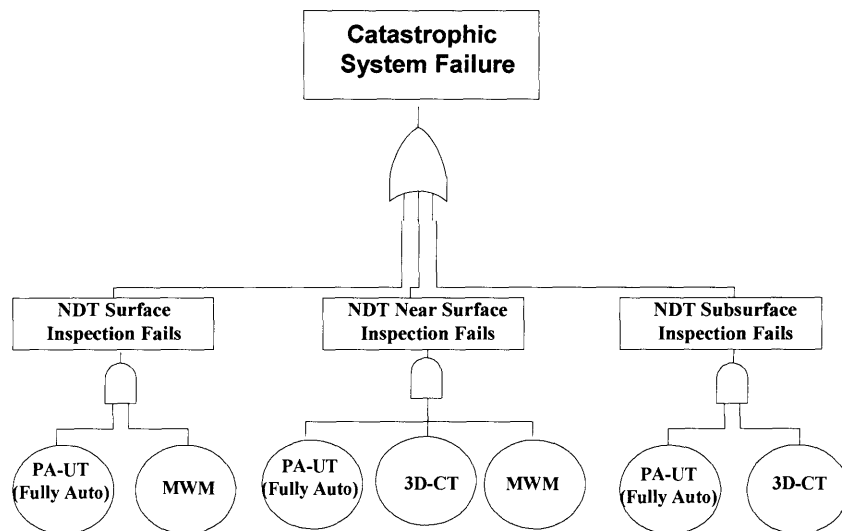 Catastrophic
System Failure
NDT Surface
Inspection Fails
NDT Near Surface
Inspection Fails
NDT Subsurface
Inspection Fails
PA-UT
(Fully Auto)
MWM
PA-UT
(Fully Auto)
3D-CT
MWM
PA-UT
(Fully Auto)
3D-CT